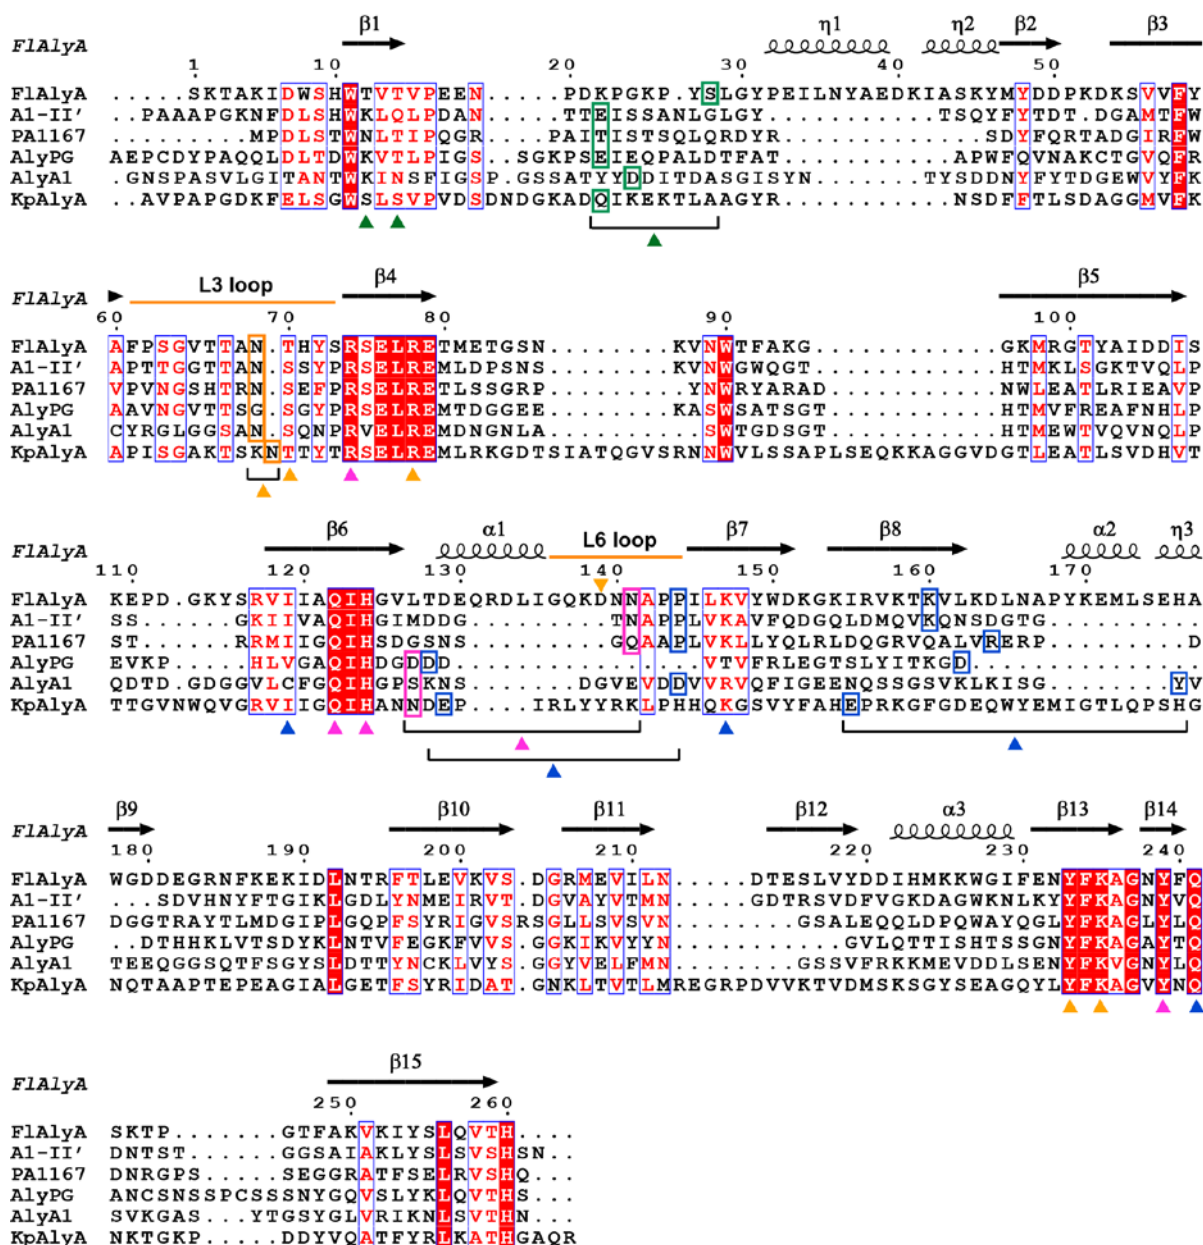 β1 η1 η2 β2 β3
FlAlyA
1 10 20 30 40 50
FlAlyA ....SKTAKIDWSHWTVTVPEEN.....PDKPGKP.YSLGYPEILNYAEDKIASKYMYDDPKDKSVVFY
A1-II' ..PAAAPGKNFDLSHWKLQLPDAN.....TTEISSANLGLGY........TSQYFYTDT.DGAMTFW
PA1167 .......MPDLSTWNLTIPQGR.....PAITISTSQLQRDYR.........SDYFQRTADGIRFW
AlyPG AEPCDYPAQQLDLTDWKVTLPIGS..SGKPSEIEQPALDTFAT........APWFQVNAKCTGVQFR
AlyA1 .GNSPASVLGITANTWKINSFIGSP.GSSATYYDDITDASGISYN......TYSDDNYFYTDGEWVYFK
KpAlyA ..AVPAPGDKFELSGWSLSVPVDSDNDGKADQIKEKTLAAGYR........NSDFFTLSDAGGMVFK
L3 loop β4 β5
FlAlyA
60 70 80 90 100
FlAlyA AFPSGVTTAN.THYSRSELRETMETGSN........KVNWTFAKG...............GKMRGTYAIDDIS
A1-II' APTTGGTTAN.SSYPRSELREMLDPSNS........KVNWGWQGT...............HTMKLSGKTVQLP
PA1167 VPVNGSHTRNSEFPRSELRETLSSGRP........YNWRYARAD...............NWLEATLRIEAVP
AlyPG AAVNGVTTSG.SGYPRSELREMTDGGEE........KASWSATSGT..............HTMVFREAFNHLP
AlyA1 CYRGLGGSAN.SQNPRVELREMDNGNLA..........SWTGDSGT..............HTMEWTVQVNQLP
KpAlyA APISGAKTSKNTTYTRSELREMLRKGDTSIATQGVSRNNWVLSSAPLSEQKKAGGVDGTLEATLSVDHVT
β6 α1 L6 loop β7 β8 α2 η3
FlAlyA
110 120 130 140 150 160 170
FlAlyA KEPD.GKYSRVIIAQIHGVLTDEQRDLIGQKDNNAPPILKVYWDKGKIRVKTKVLKDLNAPYKEMLSEHA
A1-II' SS......GKIIVAQIHGIMDDG..........TNAPPLVKAVFQDGQLDMQVKQNSDGTG.........
PA1167 ST.....RRMIIGQIHSDGSNS..........GQAAPLVKLLYQLRLDQGRVQALVRERP........D
AlyPG EVKP.....HLVGAQIHDGDDD................VTVFRLEGTSLYITKGD..............
AlyA1 QDTD.GDGGVLCFGQIHGPSKNS.......DGVEVDDVVRVQFIGEENQSSGSVKLKISG........YV
KpAlyA TTGVNWQVGRVIIGQIHANNDEP......IRLYYRKLPHHQKGSVYFAHEPRKGFGDEQWYEMIGTLQPSHG
β9 β10 β11 β12 α3 β13 β14
FlAlyA
180 190 200 210 220 230 240
FlAlyA WGDDEGRNFKEKIDLNTRFTLEVKVS.DGRMEVILN.....DTESLVYDDIHMKKWGIFENYFKAGNYFQ
A1-II' ...SDVHNYFTGIKLGDLYNMEIRVT.DGVAYVTMN......GDTRSVDFVGKDAGWKNLKYYFKAGNYVQ
PA1167 DGGTRAYTLMDGIPLGQPFSYRIGVSRSGLLSVSVN........GSALEQQLDPQWAYQGLYFKAGLYLQ
AlyPG ..DTHHKLVTSDYKLNTVFEGKFVVS.GGKIKVYYN.........GVLQTTISHTSSGNYFKAGAYTQ
AlyA1 TEEQGGSQTFSGYSLDTTYNCKLVYS.GGYVELFMN........GSSVFRKKMEVDDLSENYFKVGNYLQ
KpAlyA NQTAAPTEPEAGIALGETFSYRIDATG.NKLTVTLMREGRPDVVKTVDMSKSGYSEAGQYLYFKAGVYNQ
β15
FlAlyA
250 260
FlAlyA SKTP.......GTFAKVKIYSLQVTH....
A1-II' DNTST......GGSAIAKLYSLSVSHSN..
PA1167 DNRGPS.....SEGGRATFSELRVSHQ...
AlyPG ANCSNSSPCSSSNYGQVSLYKLQVTHS...
AlyA1 SVKGAS...YTGSYGLVRIKNLSVTHN...
KpAlyA NKTGKP....DDYVQATFYRLKATHGAQR